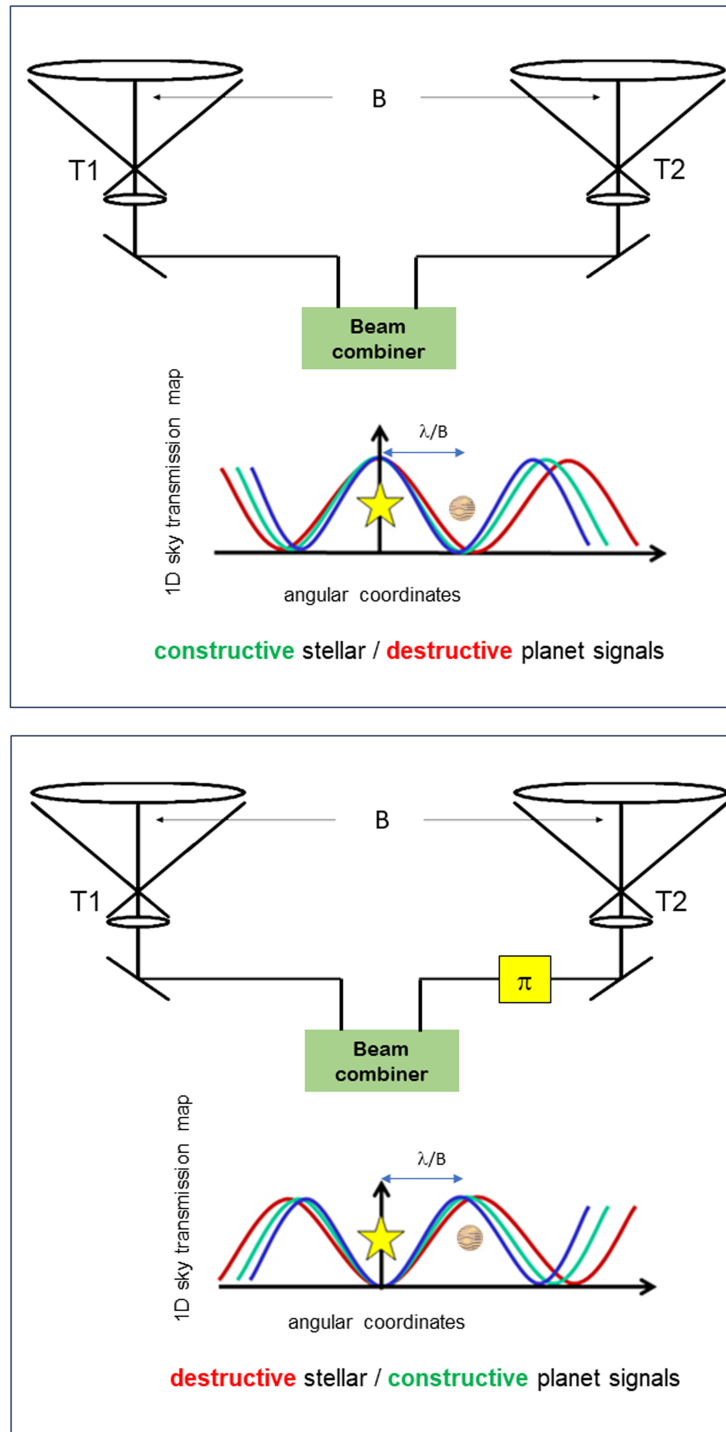 B
T1
T2
Beam
combiner
1D sky transmission map
λ/B
angular coordinates
constructive stellar / destructive planet signals
B
T1
T2
π
Beam
combiner
1D sky transmission map
λ/B
angular coordinates
destructive stellar / constructive planet signals